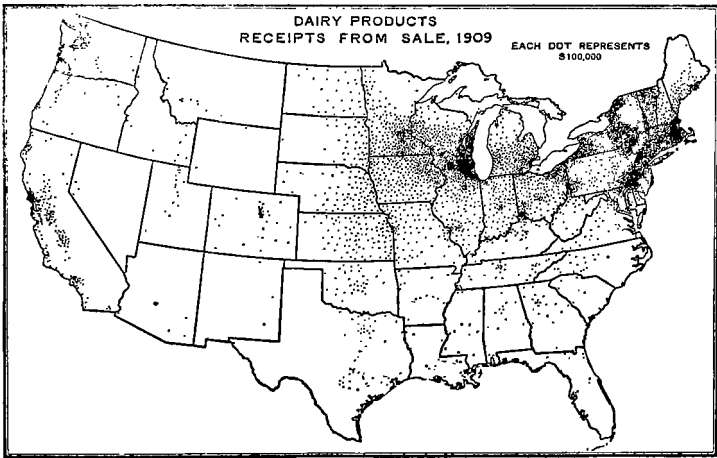 DAIRY PRODUCTS
RECEIPTS FROM SALE, 1909
EACH DOT REPRESENTS
$100,000